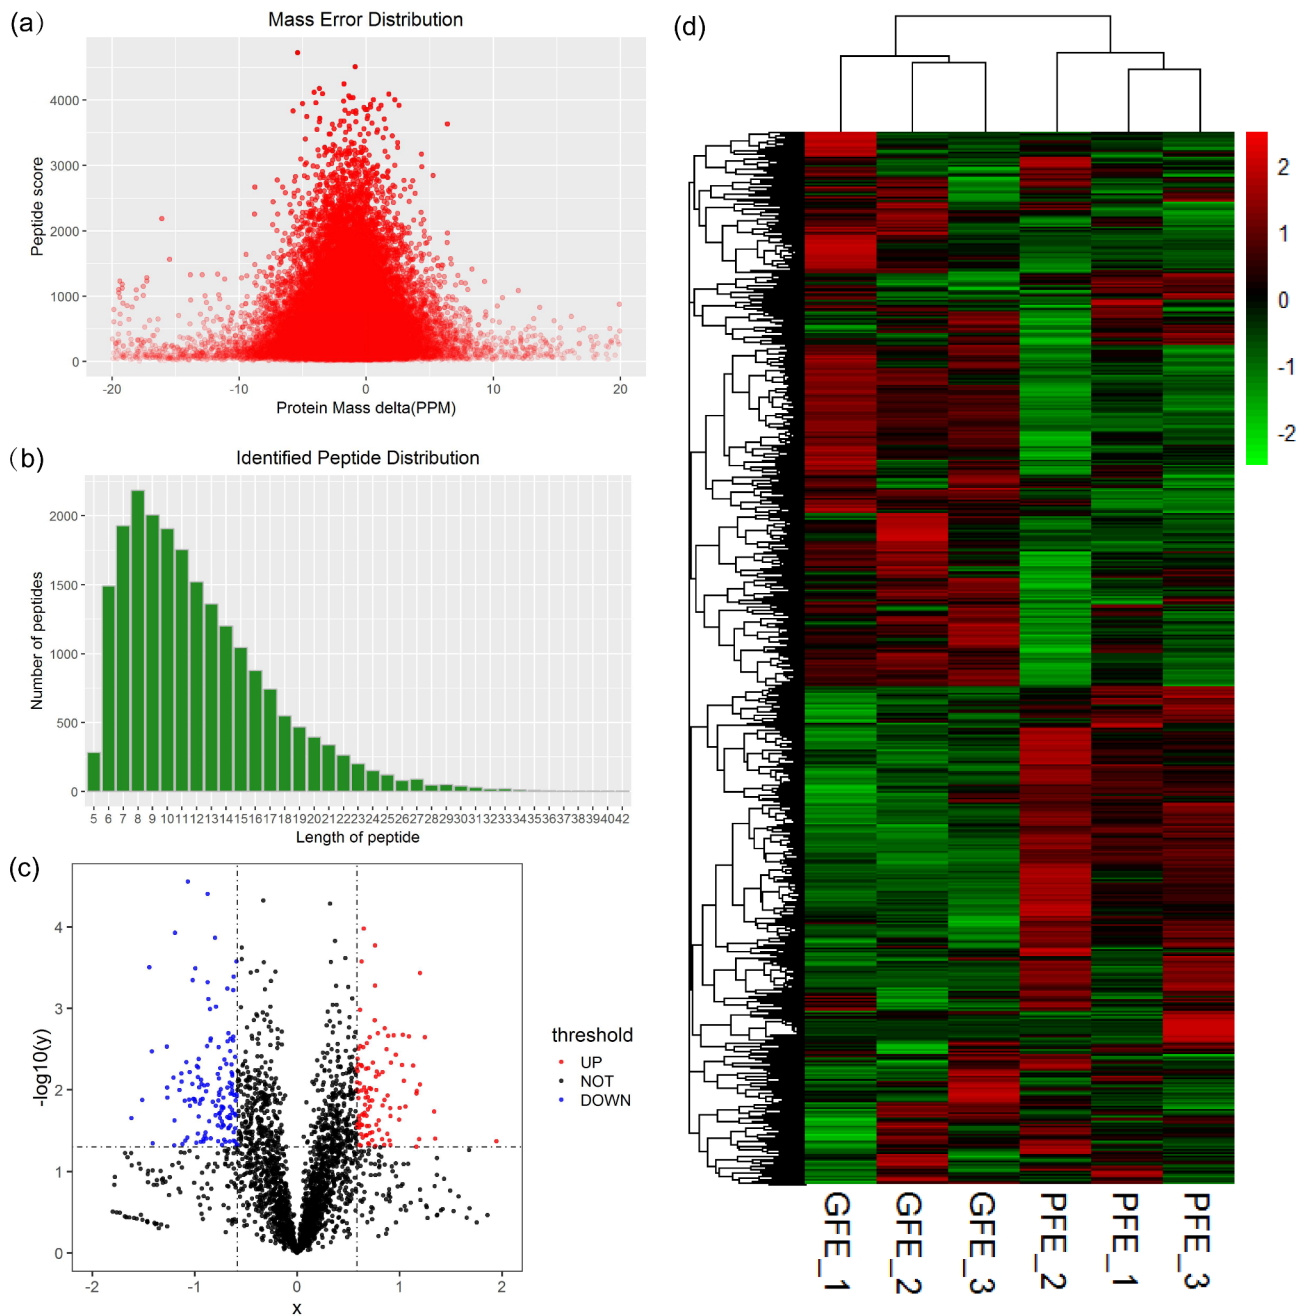 (a)
Mass Error Distribution
Peptide score
4000
3000
2000
1000
0
-20 -10 0 10 20
Protein Mass delta(PPM)
(b)
Identified Peptide Distribution
Number of peptides
2000
1500
1000
500
0
5 6 7 8 9 10 11 12 13 14 15 16 17 18 19 20 21 22 23 24 25 26 27 28 29 30 31 32 33 34 35 36 37 38 39 40 41 42
Length of peptide
(c)
-log10(y)
4
3
2
1
0
-2 -1 0 1 2
x
threshold
UP
NOT
DOWN
(d)
2
1
0
-1
-2
GFE_1
GFE_2
GFE_3
PFE_2
PFE_1
PFE_3